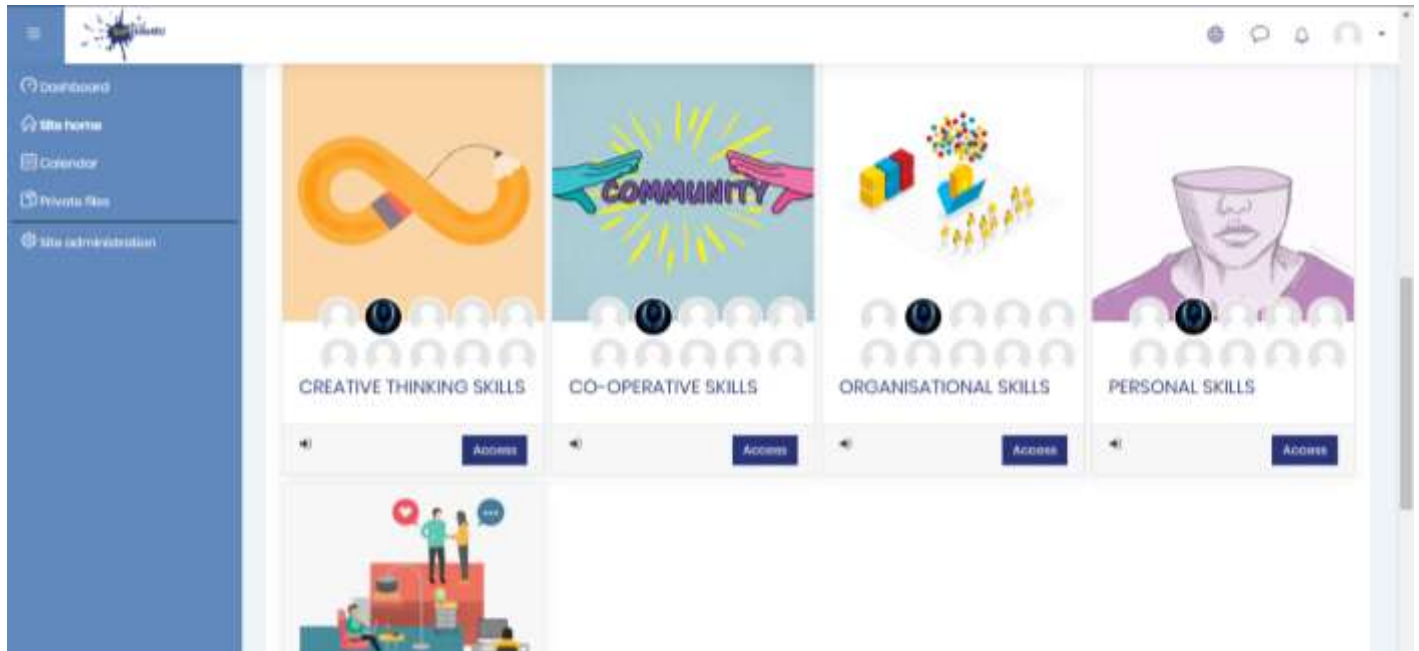 Dashboard
Site home
Calendar
Private files
Site administration
COMMUNITY
CREATIVE THINKING SKILLS
CO-OPERATIVE SKILLS
ORGANISATIONAL SKILLS
PERSONAL SKILLS
Access
Access
Access
Access